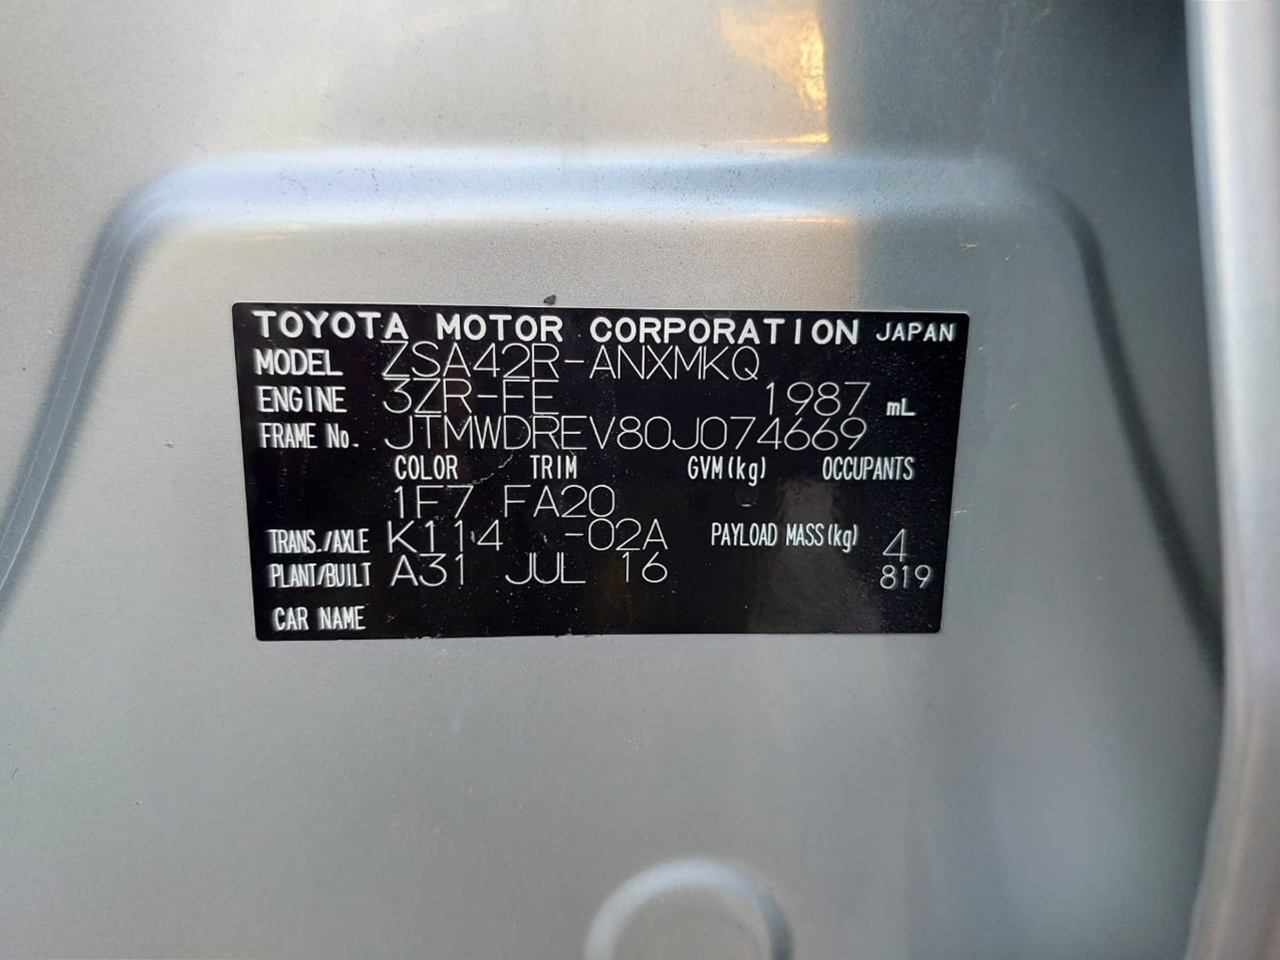 TOYOTA MOTOR CORPORATION JAPAN
MODEL ZSA42R-ANXMKQ
ENGINE 3ZR-FE 1987 mL
FRAME No. JTMWDREV80J074669
COLOR TRIM GVM(kg) OCCUPANTS
1F7 FA20
TRANS./AXLE K114 -02A PAYLOAD MASS(kg) 4
PLANT/BUILT A31 JUL 16 819
CAR NAME